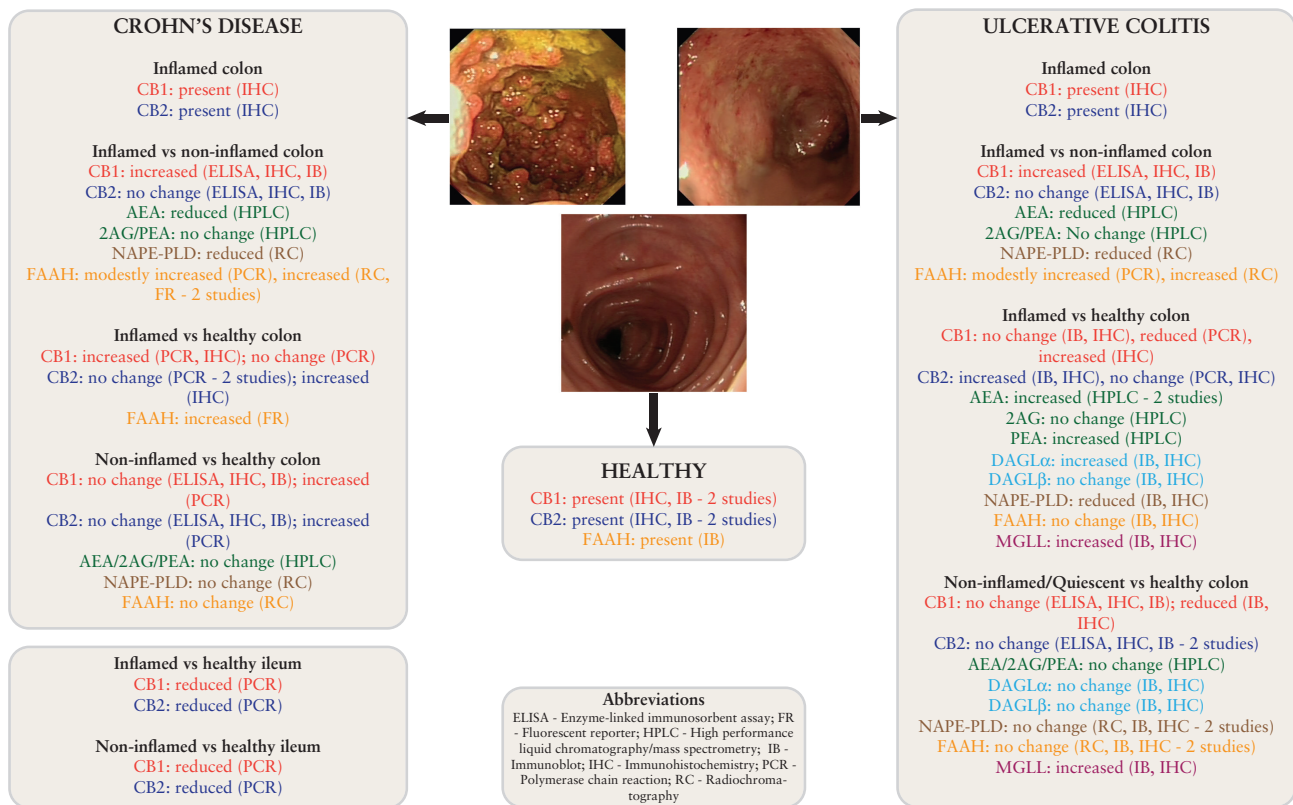 CROHN'S DISEASE
Inflamed colon
CB1: present (IHC)
CB2: present (IHC)
Inflamed vs non-inflamed colon
CB1: increased (ELISA, IHC, IB)
CB2: no change (ELISA, IHC, IB)
AEA: reduced (HPLC)
2AG/PEA: no change (HPLC)
NAPE-PLD: reduced (RC)
FAAH: modestly increased (PCR), increased (RC,
FR - 2 studies)
Inflamed vs healthy colon
CB1: increased (PCR, IHC); no change (PCR)
CB2: no change (PCR - 2 studies); increased
(IHC)
FAAH: increased (FR)
Non-inflamed vs healthy colon
CB1: no change (ELISA, IHC, IB); increased
(PCR)
CB2: no change (ELISA, IHC, IB); increased
(PCR)
AEA/2AG/PEA: no change (HPLC)
NAPE-PLD: no change (RC)
FAAH: no change (RC)
Inflamed vs healthy ileum
CB1: reduced (PCR)
CB2: reduced (PCR)
Non-inflamed vs healthy ileum
CB1: reduced (PCR)
CB2: reduced (PCR)
HEALTHY
CB1: present (IHC, IB - 2 studies)
CB2: present (IHC, IB - 2 studies)
FAAH: present (IB)
Abbreviations
ELISA - Enzyme-linked immunosorbent assay; FR
- Fluorescent reporter; HPLC - High performance
liquid chromatography/mass spectrometry; IB -
Immunoblot; IHC - Immunohistochemistry; PCR -
Polymerase chain reaction; RC - Radiochroma-
tography
ULCERATIVE COLITIS
Inflamed colon
CB1: present (IHC)
CB2: present (IHC)
Inflamed vs non-inflamed colon
CB1: increased (ELISA, IHC, IB)
CB2: no change (ELISA, IHC, IB)
AEA: reduced (HPLC)
2AG/PEA: No change (HPLC)
NAPE-PLD: reduced (RC)
FAAH: modestly increased (PCR), increased (RC)
Inflamed vs healthy colon
CB1: no change (IB, IHC), reduced (PCR),
increased (IHC)
CB2: increased (IB, IHC), no change (PCR, IHC)
AEA: increased (HPLC - 2 studies)
2AG: no change (HPLC)
PEA: increased (HPLC)
DAGLα: increased (IB, IHC)
DAGLβ: no change (IB, IHC)
NAPE-PLD: reduced (IB, IHC)
FAAH: no change (IB, IHC)
MGLL: increased (IB, IHC)
Non-inflamed/Quiescent vs healthy colon
CB1: no change (ELISA, IHC, IB); reduced (IB,
IHC)
CB2: no change (ELISA, IHC, IB - 2 studies)
AEA/2AG/PEA: no change (HPLC)
DAGLα: no change (IB, IHC)
DAGLβ: no change (IB, IHC)
NAPE-PLD: no change (RC, IB, IHC - 2 studies)
FAAH: no change (RC, IB, IHC - 2 studies)
MGLL: increased (IB, IHC)